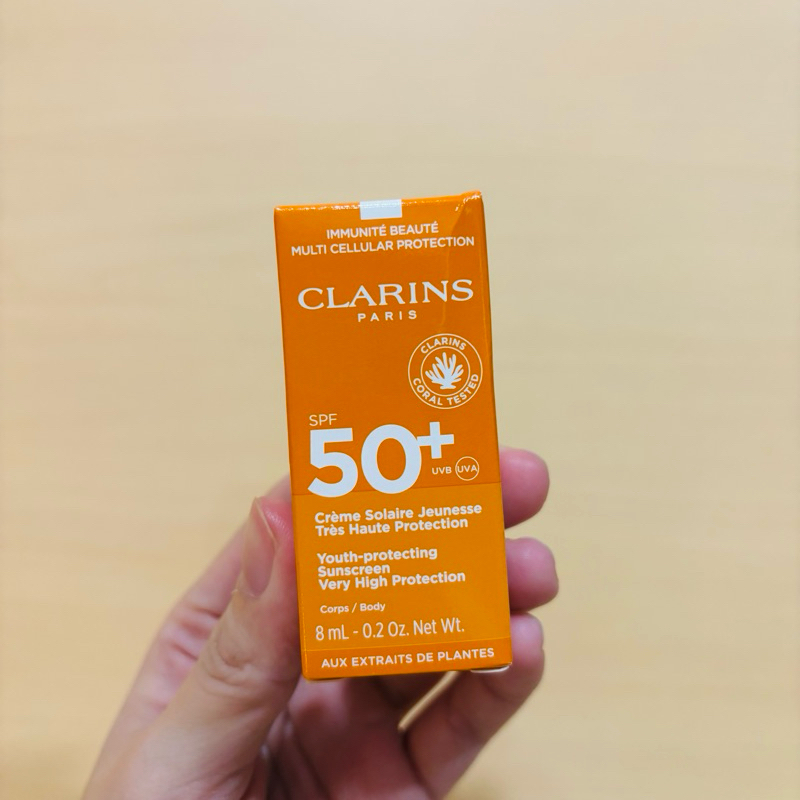 IMMUNITÉ BEAUTÉ
MULTI CELLULAR PROTECTION
CLARINS
PARIS
CLARINS
CORAL TESTED
SPF
50+
UVB UVA
Crème Solaire Jeunesse
Très Haute Protection
Youth-protecting
Sunscreen
Very High Protection
Corps / Body
8 mL - 0.2 Oz. Net Wt.
AUX EXTRAITS DE PLANTES